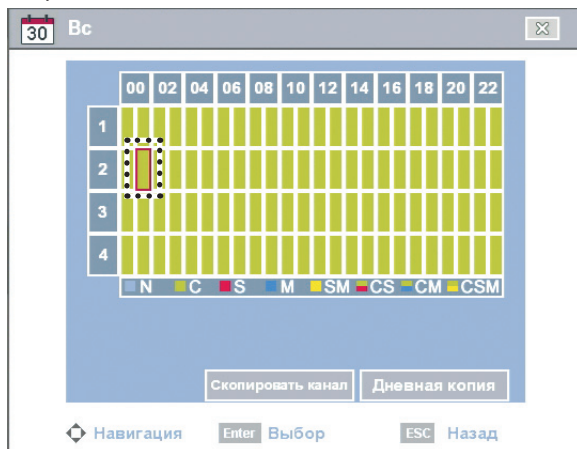 30 Вс
00 02 04 06 08 10 12 14 16 18 20 22
1
2
3
4
N C S M SM CS CM CSM
Скопировать канал Дневная копия
Навигация Enter Выбор ESC Назад